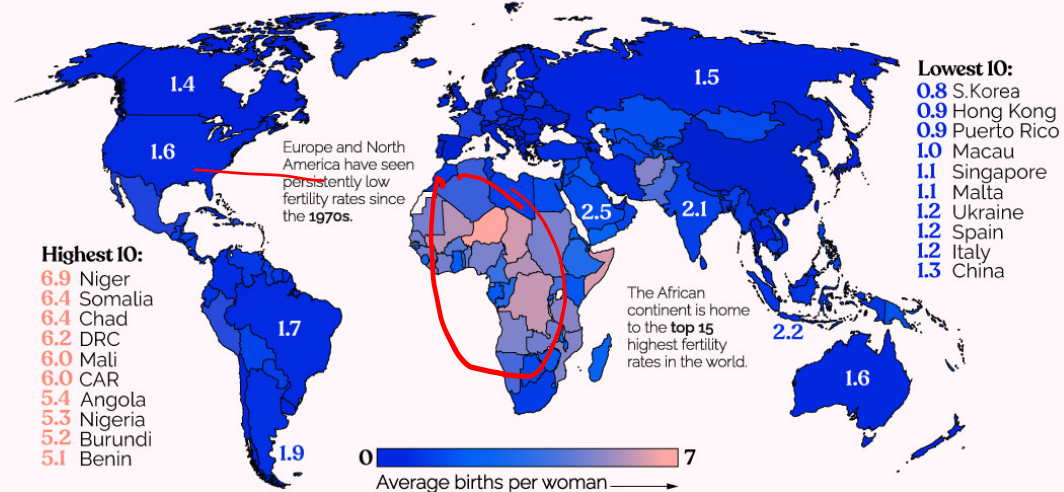 1.4
1.6
1.5
Europe and North
America have seen
persistently low
fertility rates since
the 1970s.
2.5
2.1
Lowest 10:
0.8 S.Korea
0.9 Hong Kong
0.9 Puerto Rico
1.0 Macau
1.1 Singapore
1.1 Malta
1.2 Ukraine
1.2 Spain
1.2 Italy
1.3 China
Highest 10:
6.9 Niger
6.4 Somalia
6.4 Chad
6.2 DRC
6.0 Mali
6.0 CAR
5.4 Angola
5.3 Nigeria
5.2 Burundi
5.1 Benin
1.7
1.9
The African
continent is home
to the top 15
highest fertility
rates in the world.
2.2
1.6
0 7
Average births per woman